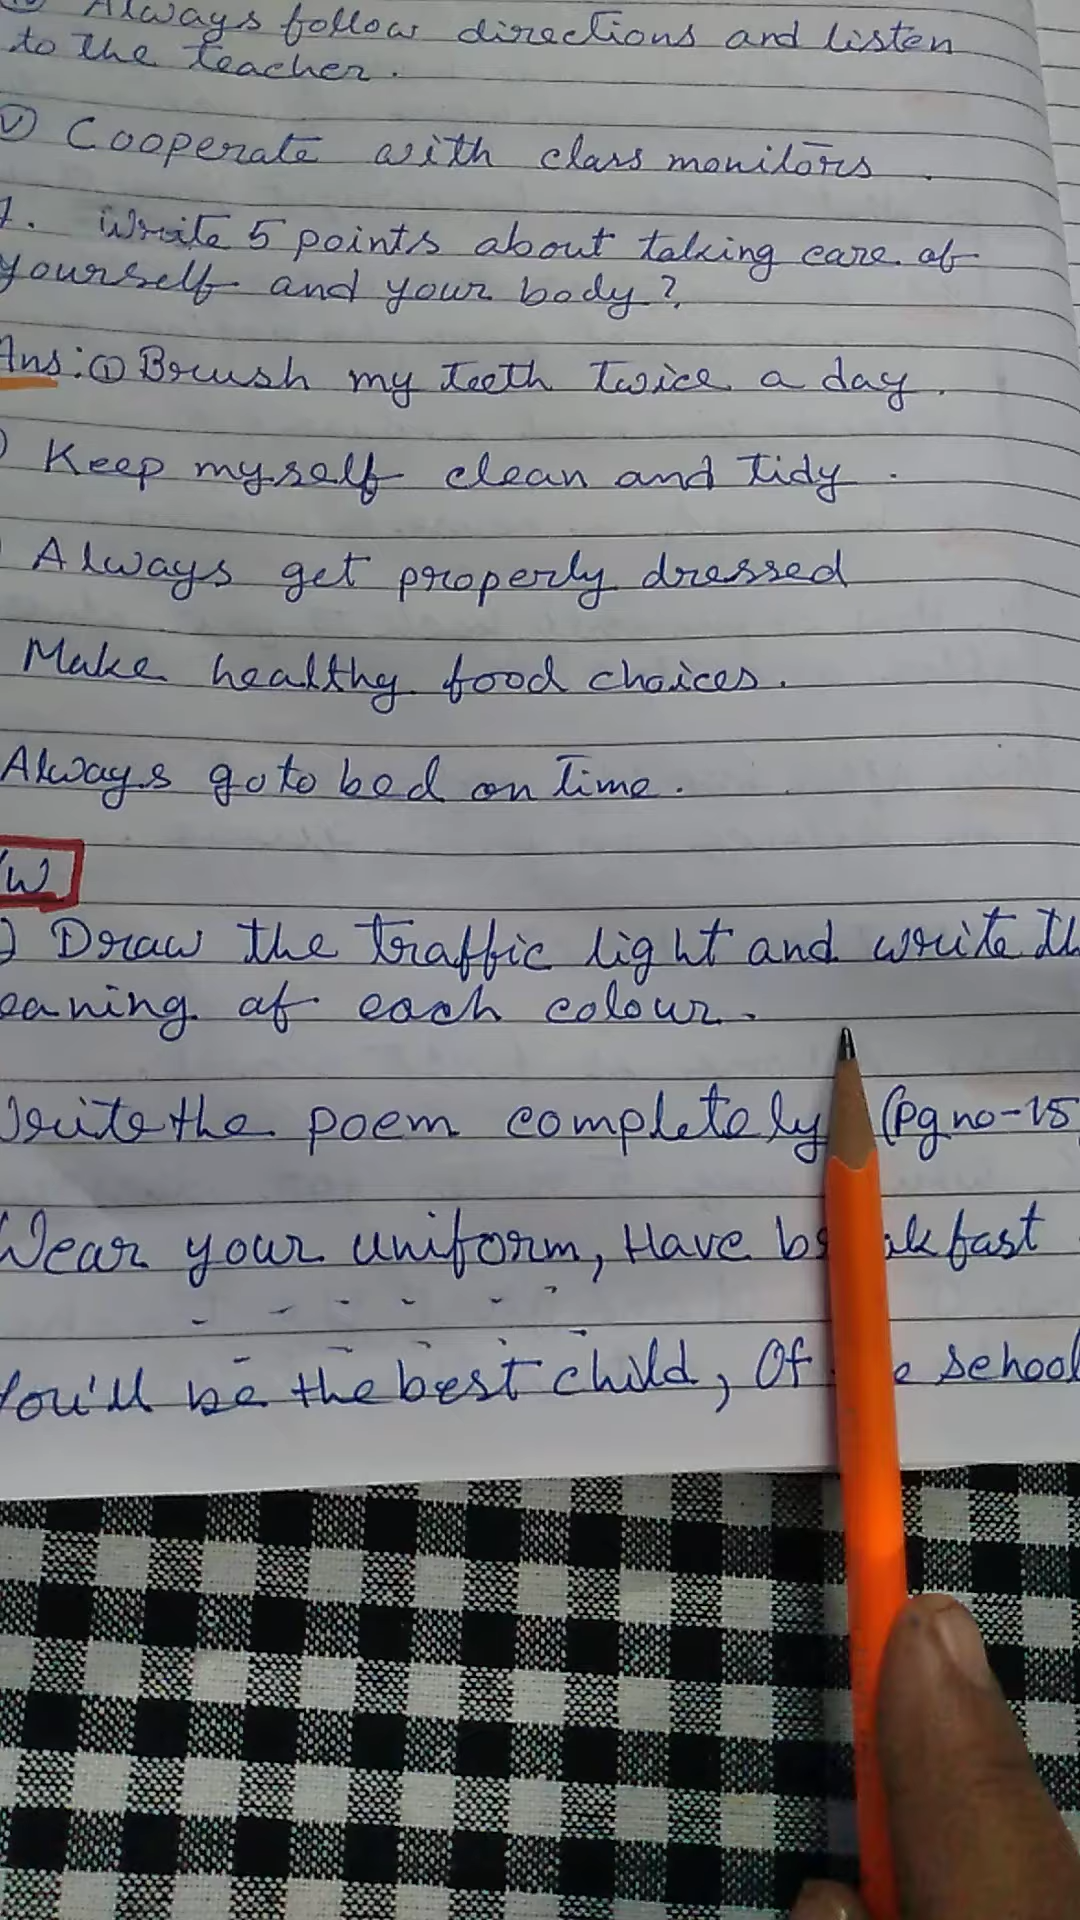 Always follow directions and listen
to the teacher.
v) Cooperate with class monitors.
7. Write 5 points about taking care of
yourself and your body?
Ans: ① Brush my teeth twice a day.
Keep myself clean and tidy.
Always get properly dressed
Make healthy food choices.
Always go to bed on time.
W
Draw the traffic light and write th
eaning of each colour.
Write the poem completely (Pg no-15
Wear your uniform, Have breakfast
You'll be the best child, Of the school